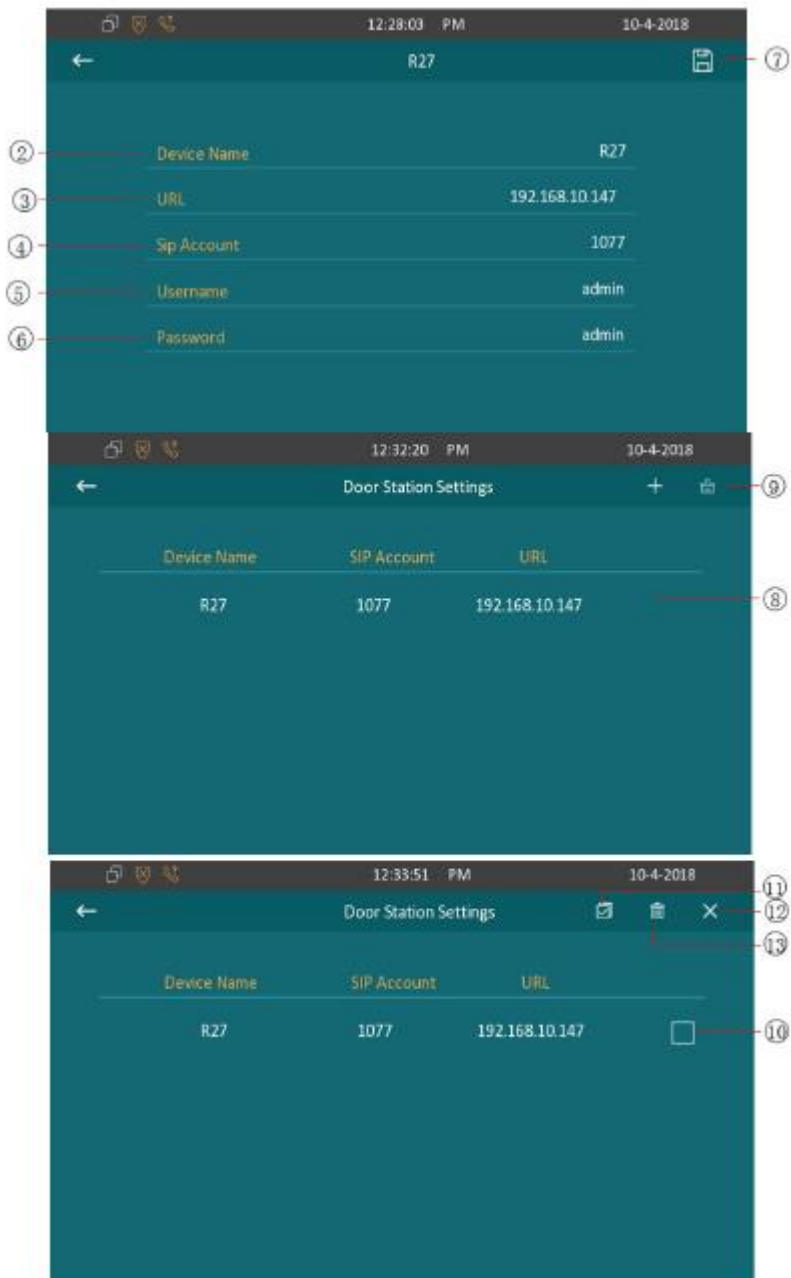 12:28:03 PM 10-4-2018
R27 ⑦
② Device Name R27
③ URL 192.168.10.147
④ Sip Account 1077
⑤ Username admin
⑥ Password admin
12:32:20 PM 10-4-2018
Door Station Settings + ⑨
Device Name SIP Account URL
R27 1077 192.168.10.147 ⑧
12:33:51 PM 10-4-2018
⑪
Door Station Settings ⑫
⑬
Device Name SIP Account URL
R27 1077 192.168.10.147 ⑩